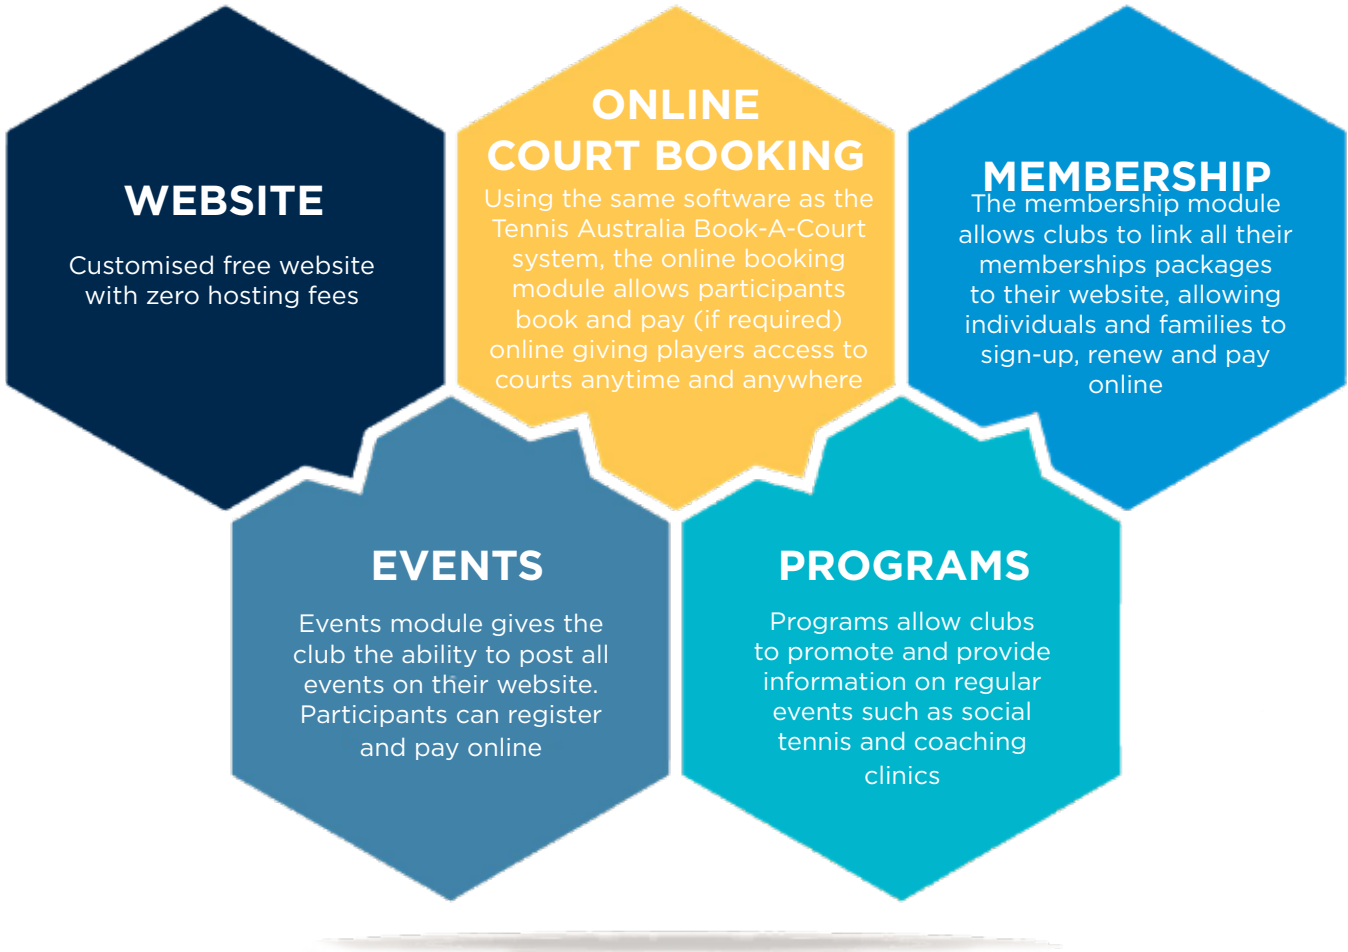 WEBSITE
Customised free website
with zero hosting fees
ONLINE
COURT BOOKING
Using the same software as the
Tennis Australia Book-A-Court
system, the online booking
module allows participants
book and pay (if required)
online giving players access to
courts anytime and anywhere
MEMBERSHIP
The membership module
allows clubs to link all their
memberships packages
to their website, allowing
individuals and families to
sign-up, renew and pay
online
EVENTS
Events module gives the
club the ability to post all
events on their website.
Participants can register
and pay online
PROGRAMS
Programs allow clubs
to promote and provide
information on regular
events such as social
tennis and coaching
clinics